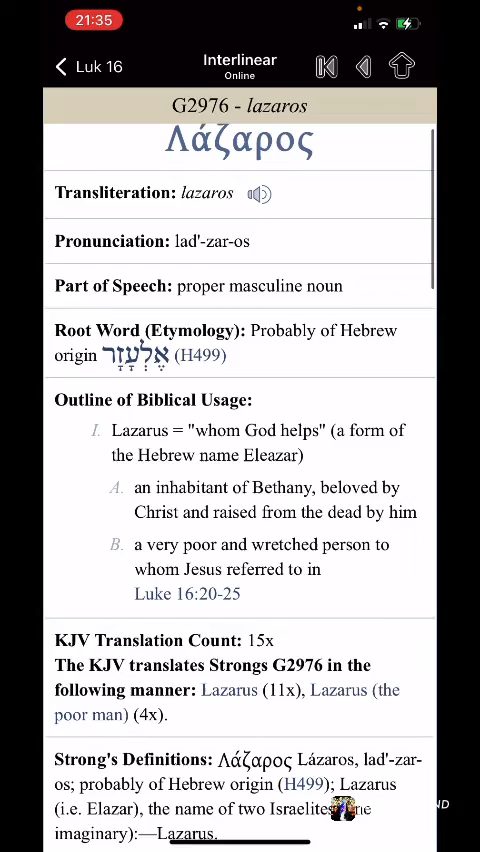 21:35
Luk 16
Interlinear
Online
G2976 - lazaros
Λάζαρος
Transliteration: lazaros
Pronunciation: lad'-zar-os
Part of Speech: proper masculine noun
Root Word (Etymology): Probably of Hebrew
origin אֶלְעָזָר (H499)
Outline of Biblical Usage:
I. Lazarus = "whom God helps" (a form of
the Hebrew name Eleazar)
A. an inhabitant of Bethany, beloved by
Christ and raised from the dead by him
B. a very poor and wretched person to
whom Jesus referred to in
Luke 16:20-25
KJV Translation Count: 15x
The KJV translates Strongs G2976 in the
following manner: Lazarus (11x), Lazarus (the
poor man) (4x).
Strong's Definitions: Λάζαρος Lázaros, lad'-zar-
os; probably of Hebrew origin (H499); Lazarus
(i.e. Elazar), the name of two Israelites
imaginary):—Lazarus.